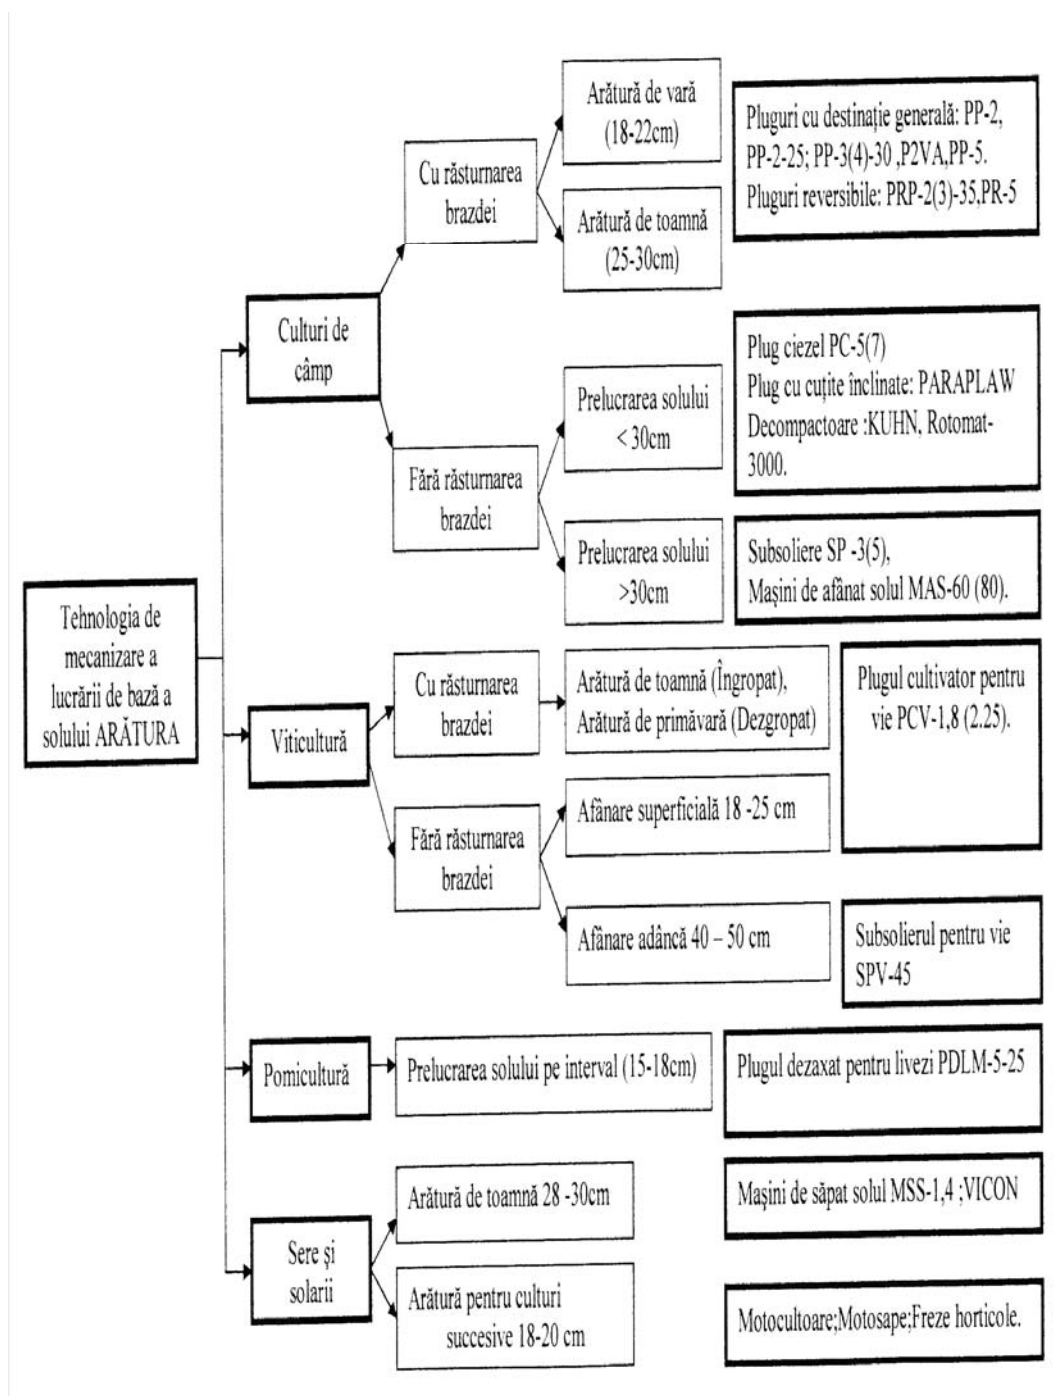 Tehnologia de
mecanizare a
lucrării de bază a
solului ARĂTURA
Culturi de
câmp
Cu răsturnarea
brazdei
Arătură de vară
(18-22cm)
Arătură de toamnă
(25-30cm)
Pluguri cu destinație generală: PP-2,
PP-2-25; PP-3(4)-30 ,P2VA,PP-5.
Pluguri reversibile: PRP-2(3)-35,PR-5
Fără răsturnarea
brazdei
Prelucrarea solului
< 30cm
Plug ciezel PC-5(7)
Plug cu cuțite înclinate: PARAPLAW
Decompactoare :KUHN, Rotomat-
3000.
Prelucrarea solului
>30cm
Subsoliere SP -3(5),
Mașini de afânat solul MAS-60 (80).
Viticultură
Cu răsturnarea
brazdei
Arătură de toamnă (Îngropat),
Arătură de primăvară (Dezgropat)
Plugul cultivator pentru
vie PCV-1,8 (2.25).
Fără răsturnarea
brazdei
Afânare superficială 18 -25 cm
Afânare adâncă 40 – 50 cm
Subsolierul pentru vie
SPV-45
Pomicultură
Prelucrarea solului pe interval (15-18cm)
Plugul dezaxat pentru livezi PDLM-5-25
Sere și
solarii
Arătură de toamnă 28 -30cm
Mașini de săpat solul MSS-1,4 ;VICON
Arătură pentru culturi
succesive 18-20 cm
Motocultoare;Motosape;Freze horticole.